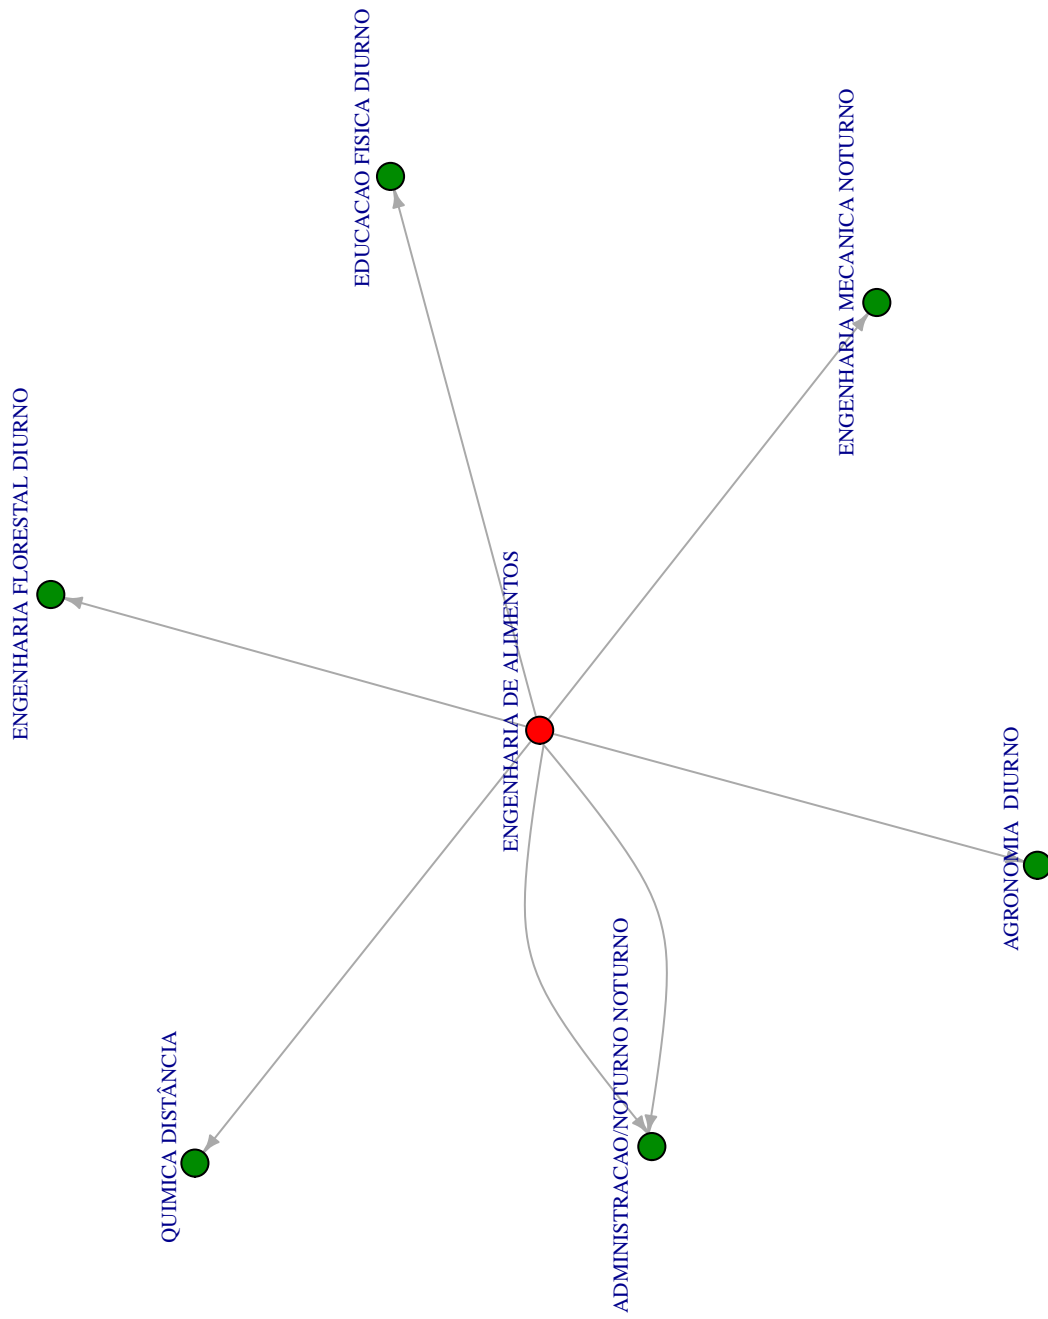 EDUCACAO FISICA DIURNO
ENGENHARIA MECANICA NOTURNO
ENGENHARIA FLORESTAL DIURNO
ENGENHARIA DE ALIMENTOS
AGRONOMIA  DIURNO
ADMINISTRACAO/NOTURNO NOTURNO
QUIMICA DISTÂNCIA